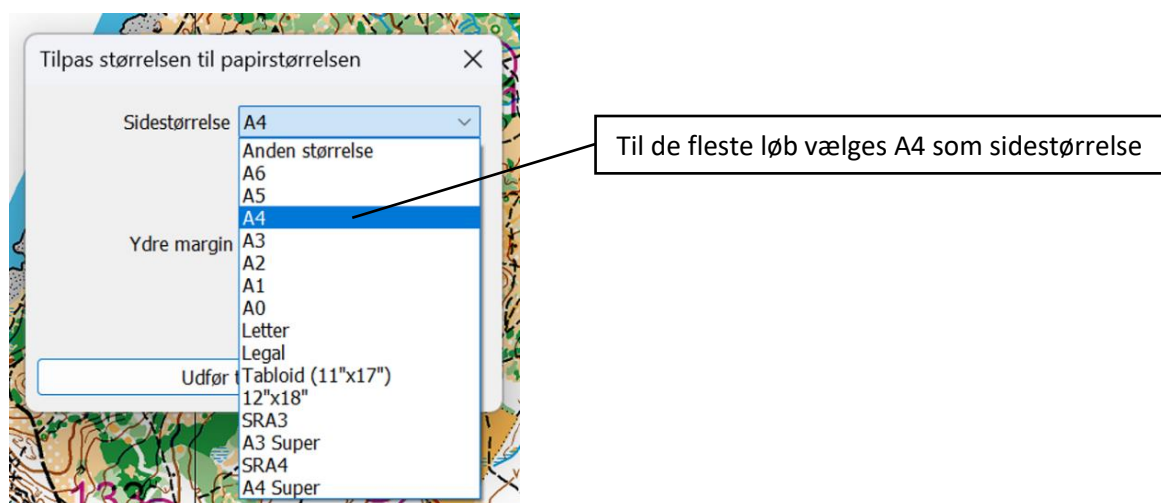 Tilpas størrelsen til papirstørrelsen
Sidestørrelse A4
Anden størrelse
A6
A5
A4
Ydre margin
A3
A2
A1
A0
Letter
Legal
Udfør t
Tabloid (11"x17")
12"x18"
SRA3
A3 Super
SRA4
A4 Super
Til de fleste løb vælges A4 som sidestørrelse